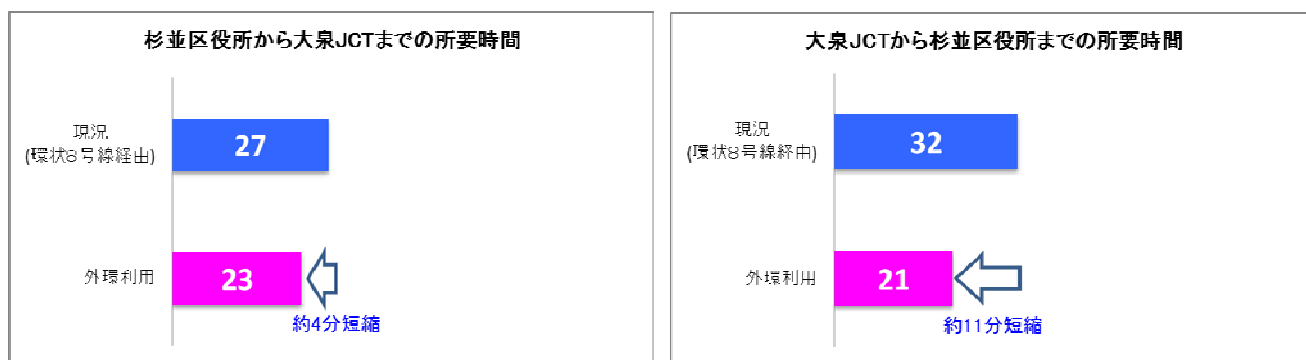 杉並区役所から大泉JCTまでの所要時間
現況
(環状8号線経由)
27
外環利用
23
約4分短縮
大泉JCTから杉並区役所までの所要時間
現況
(環状8号線経由)
32
外環利用
21
約11分短縮